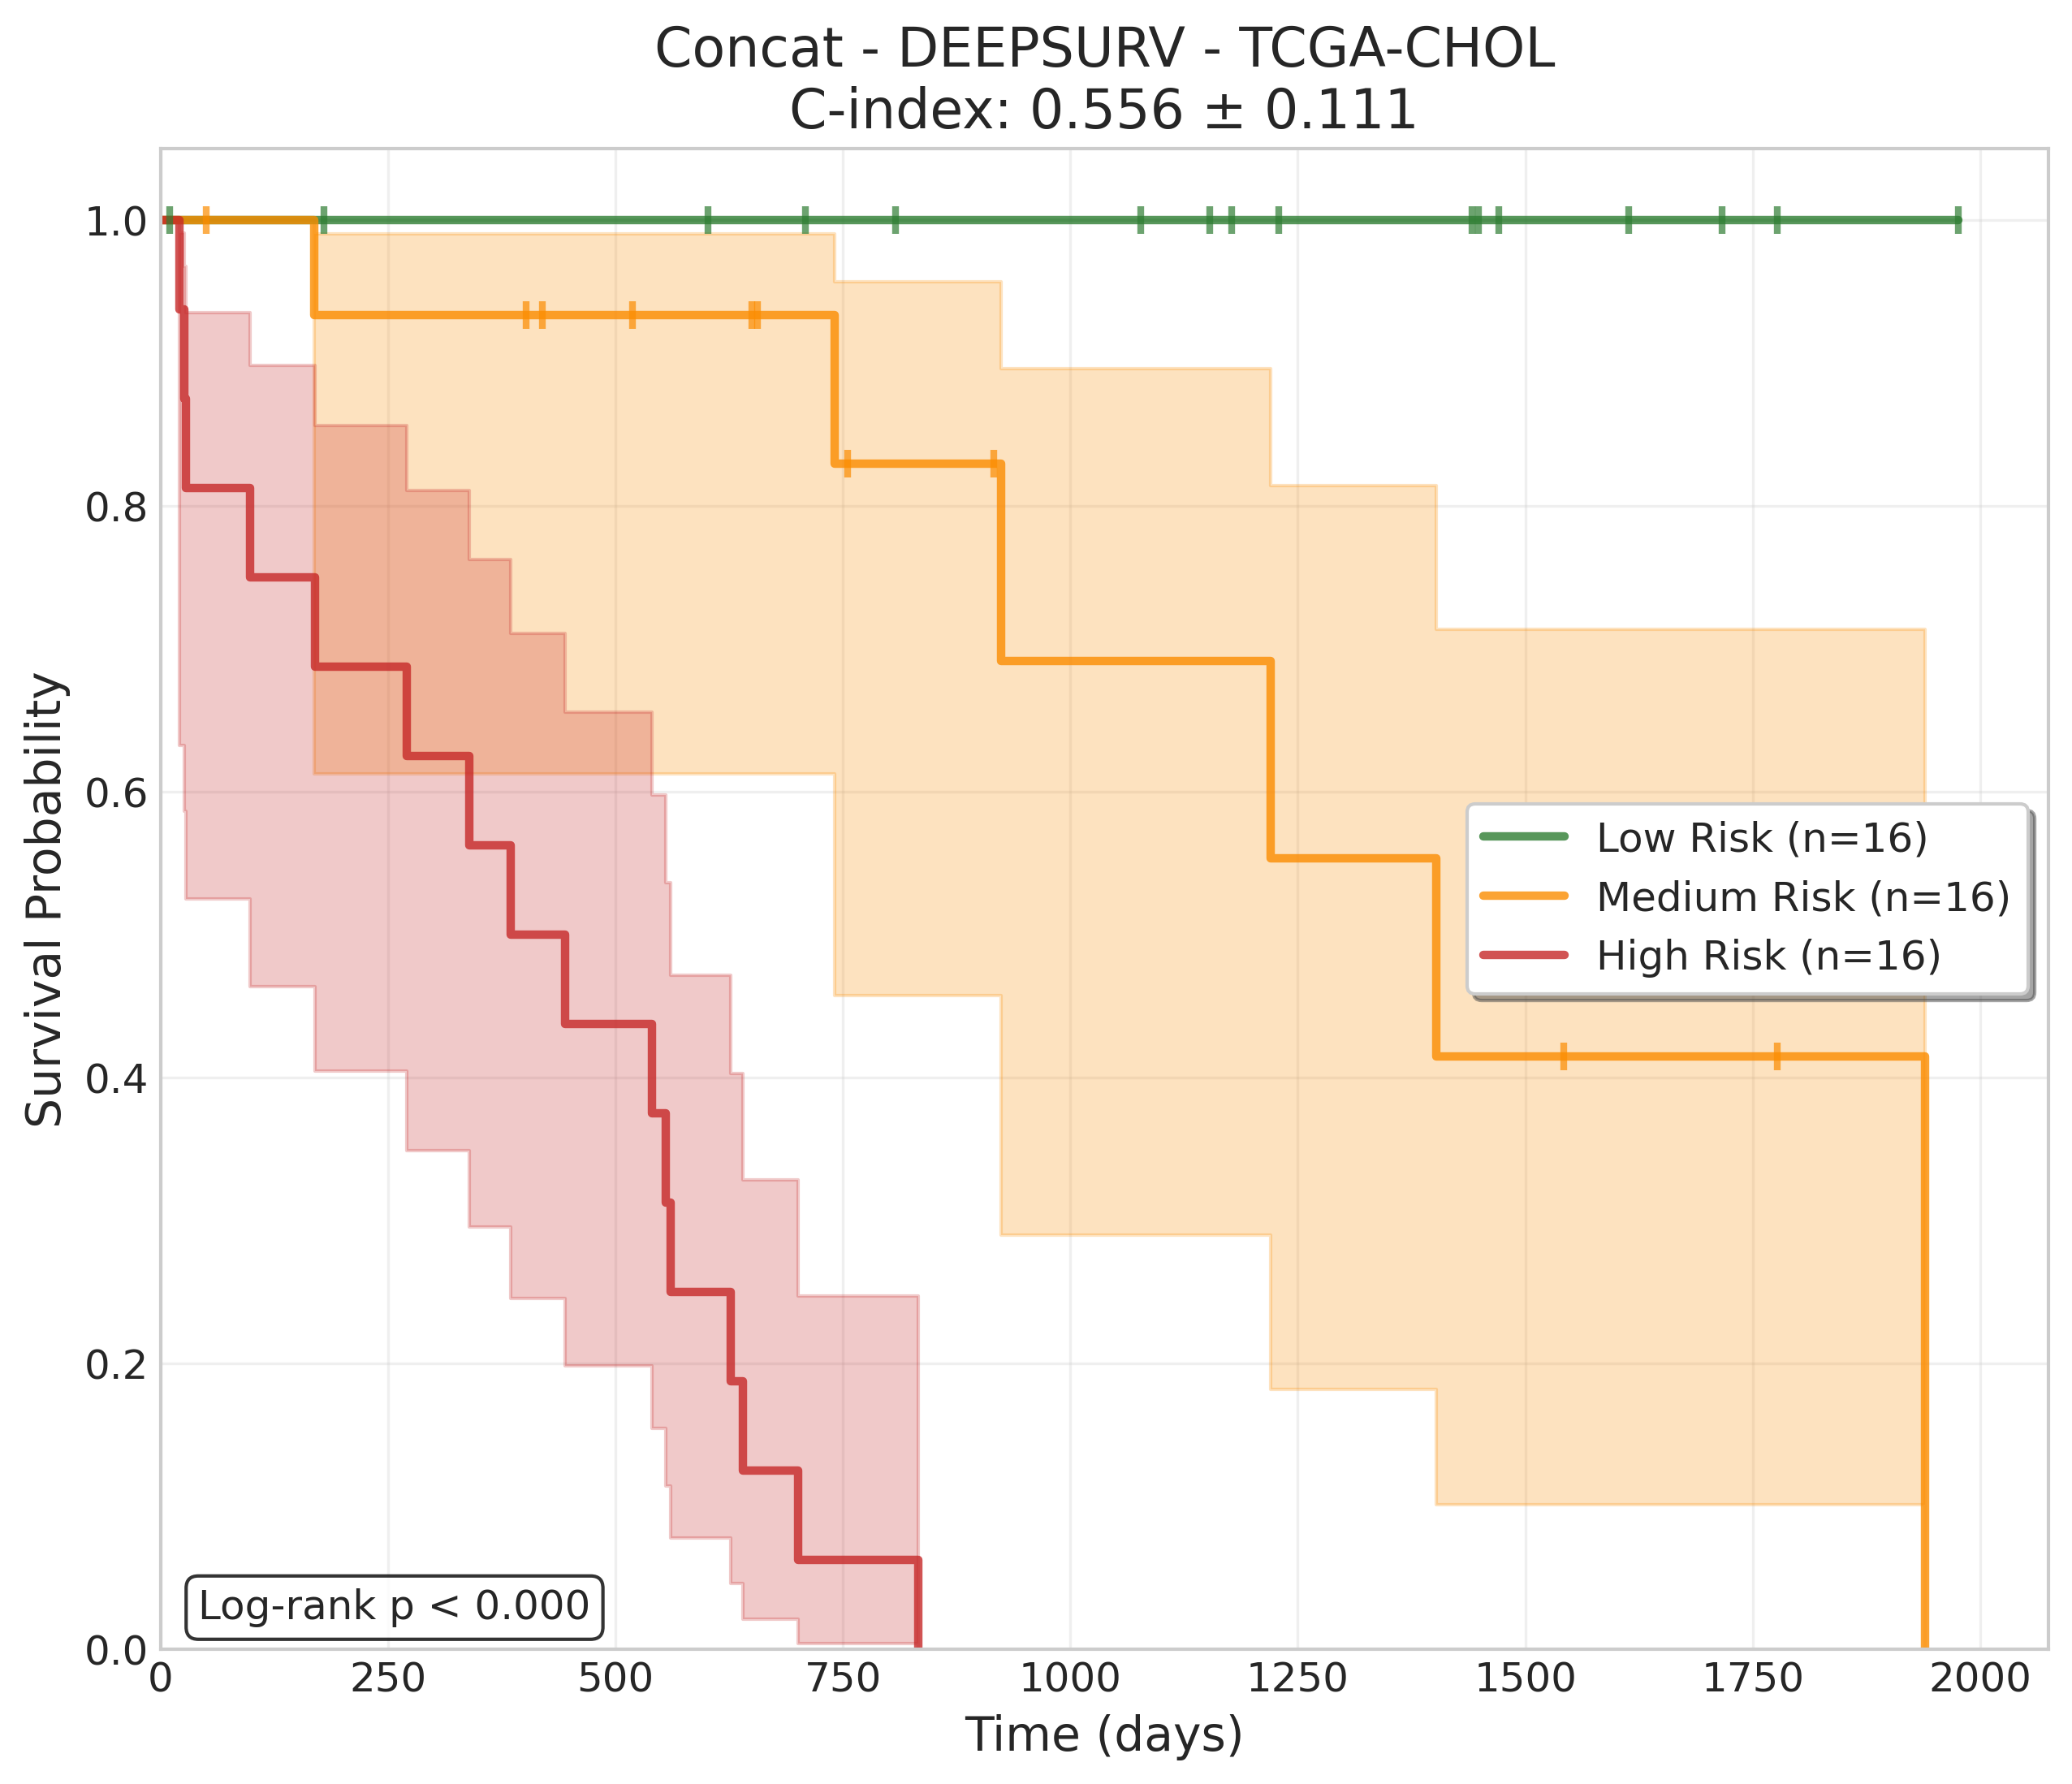 Concat - DEEPSURV - TCGA-CHOL
C-index: 0.556 ± 0.111
Survival Probability
1.0
0.8
0.6
0.4
0.2
0.0
Low Risk (n=16)
Medium Risk (n=16)
High Risk (n=16)
Log-rank p < 0.000
0 250 500 750 1000 1250 1500 1750 2000
Time (days)